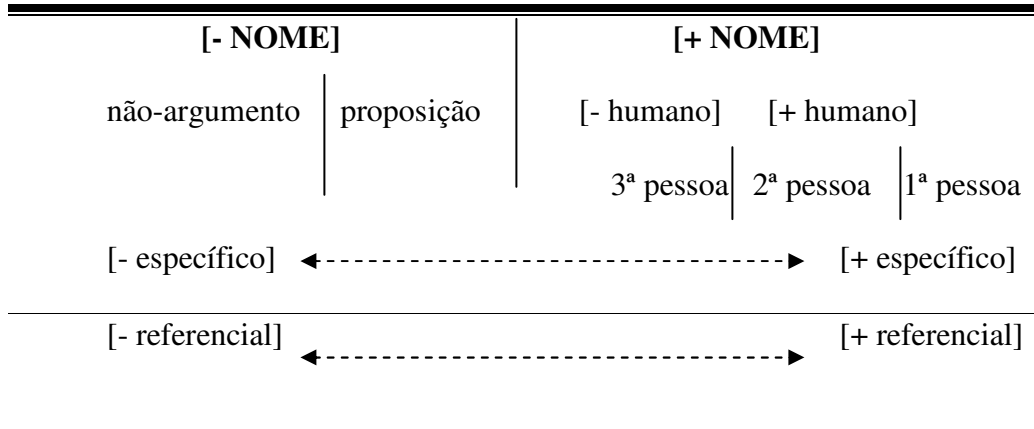 [- NOME] [+ NOME]
não-argumento proposição [- humano] [+ humano]
3ª pessoa 2ª pessoa 1ª pessoa
[- específico] [+ específico]
[- referencial] [+ referencial]